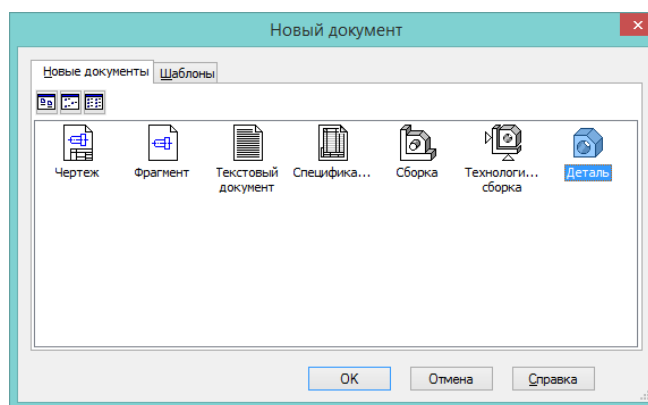 Новый документ
Новые документы Шаблоны
Чертеж Фрагмент Текстовый документ Специфика... Сборка Технологи... сборка Деталь
OK Отмена Справка